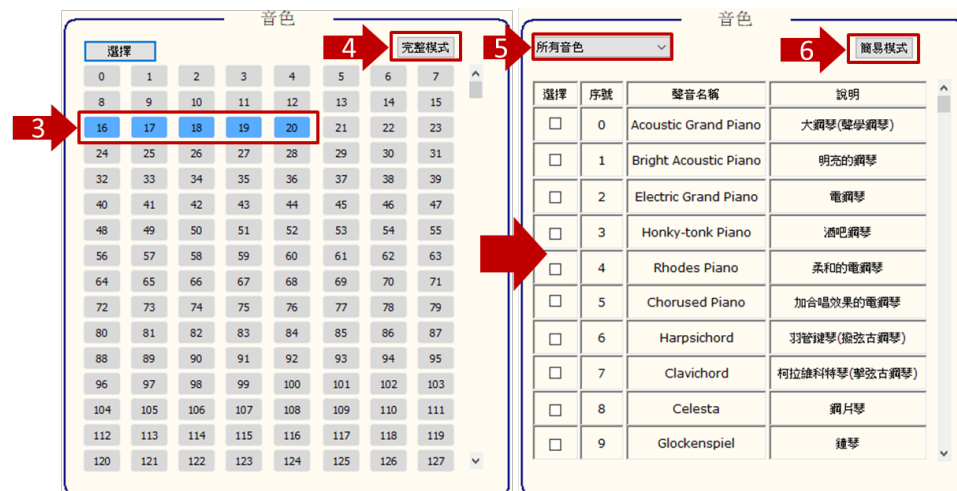 音色
選擇
4
完整模式
0 1 2 3 4 5 6 7
8 9 10 11 12 13 14 15
3
16 17 18 19 20 21 22 23
24 25 26 27 28 29 30 31
32 33 34 35 36 37 38 39
40 41 42 43 44 45 46 47
48 49 50 51 52 53 54 55
56 57 58 59 60 61 62 63
64 65 66 67 68 69 70 71
72 73 74 75 76 77 78 79
80 81 82 83 84 85 86 87
88 89 90 91 92 93 94 95
96 97 98 99 100 101 102 103
104 105 106 107 108 109 110 111
112 113 114 115 116 117 118 119
120 121 122 123 124 125 126 127
音色
5
所有音色
6
簡易模式
選擇 序號 聲音名稱 說明
0 Acoustic Grand Piano 大鋼琴(聲學鋼琴)
1 Bright Acoustic Piano 明亮的鋼琴
2 Electric Grand Piano 電鋼琴
3 Honky-tonk Piano 酒吧鋼琴
4 Rhodes Piano 柔和的電鋼琴
5 Chorused Piano 加合唱效果的電鋼琴
6 Harpsichord 羽管鍵琴(撥弦古鋼琴)
7 Clavichord 柯拉維科特琴(擊弦古鋼琴)
8 Celesta 鋼片琴
9 Glockenspiel 鐘琴